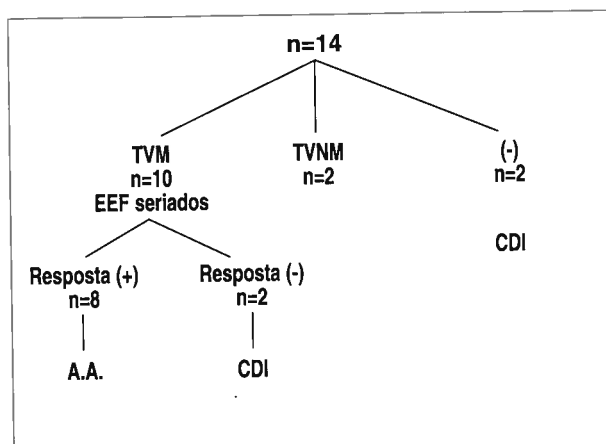 n=14
TVM
n=10
EEF seriados
TVNM
n=2
(-)
n=2
CDI
Resposta (+)
n=8
A.A.
Resposta (-)
n=2
CDI